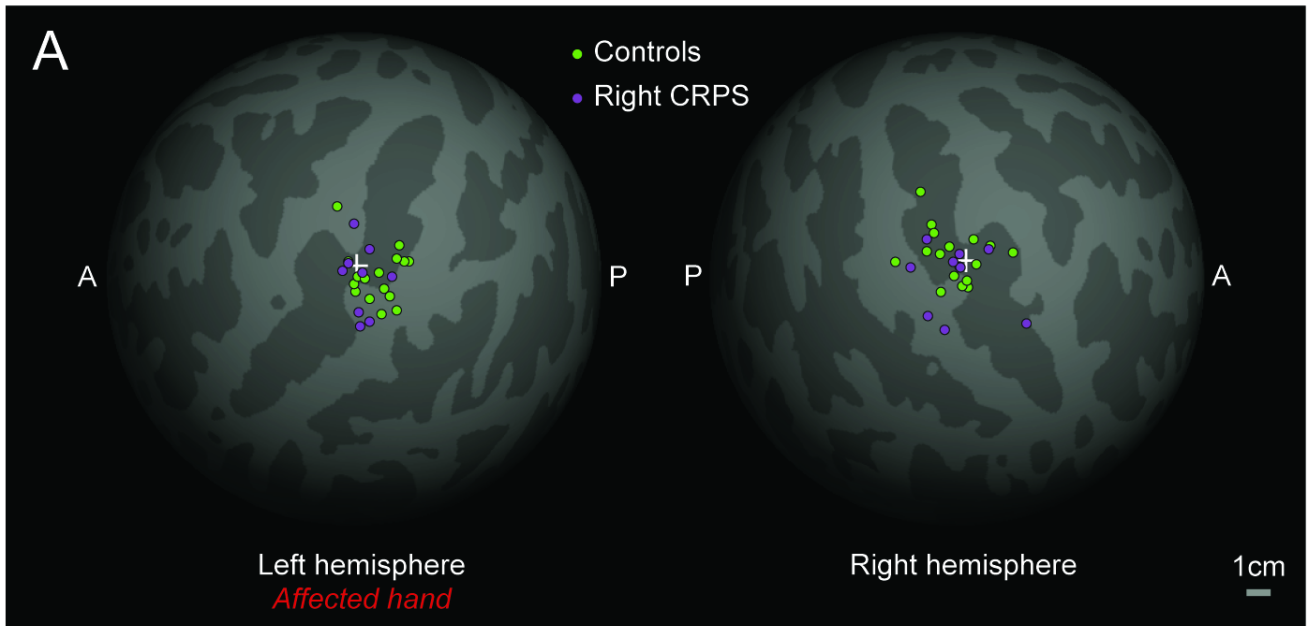 A
Controls
Right CRPS
A
P
P
A
Left hemisphere
Affected hand
Right hemisphere
1cm